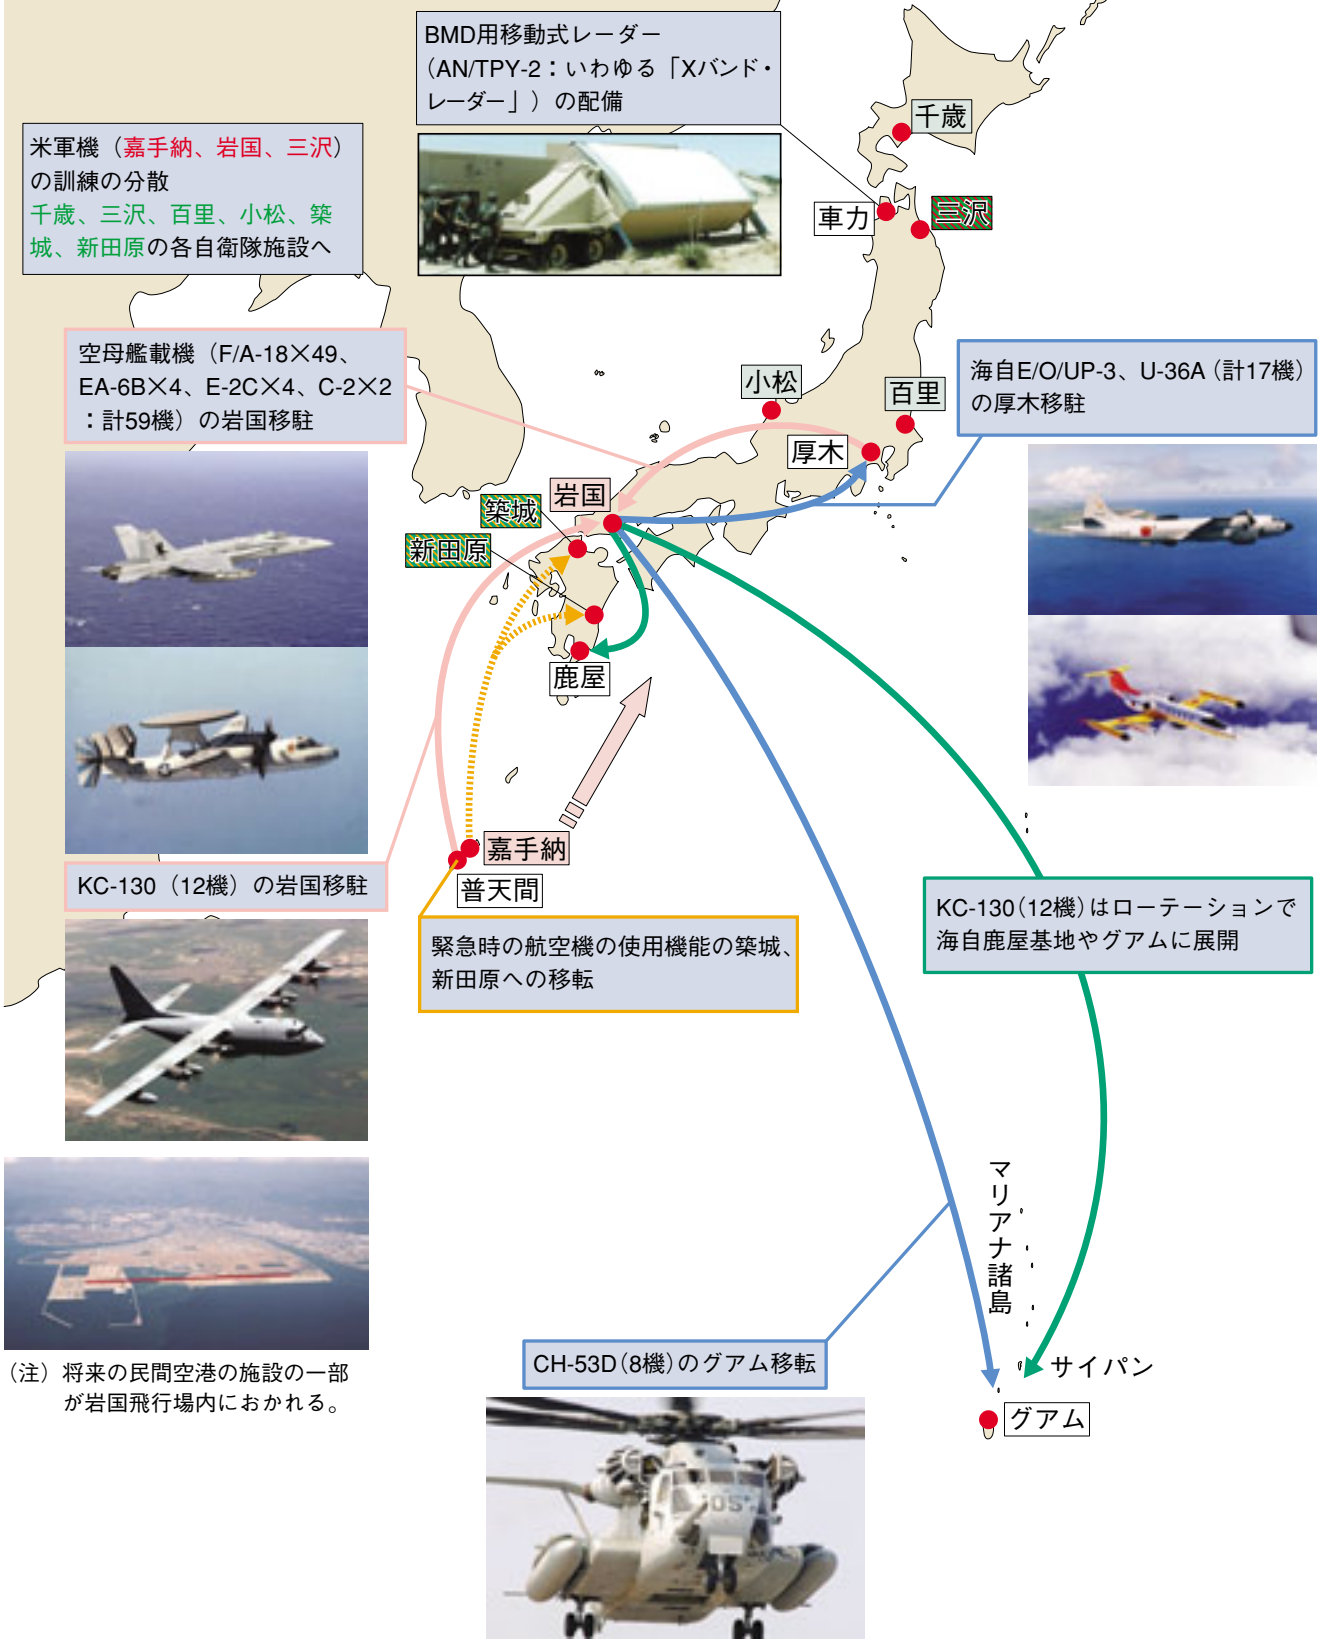 BMD用移動式レーダー
（AN/TPY-2：いわゆる「Xバンド・
レーダー」）の配備
千歳
米軍機（嘉手納、岩国、三沢）
の訓練の分散
千歳、三沢、百里、小松、築
城、新田原の各自衛隊施設へ
車力
三沢
空母艦載機（F/A-18×49、
EA-6B×4、E-2C×4、C-2×2
：計59機）の岩国移駐
小松
百里
海自E/O/UP-3、U-36A（計17機）
の厚木移駐
厚木
岩国
築城
新田原
鹿屋
嘉手納
普天間
KC-130（12機）の岩国移駐
緊急時の航空機の使用機能の築城、
新田原への移転
KC-130（12機）はローテーションで
海自鹿屋基地やグアムに展開
マリアナ諸島
（注）将来の民間空港の施設の一部
が岩国飛行場内におかれる。
CH-53D（8機）のグアム移転
サイパン
グアム
05